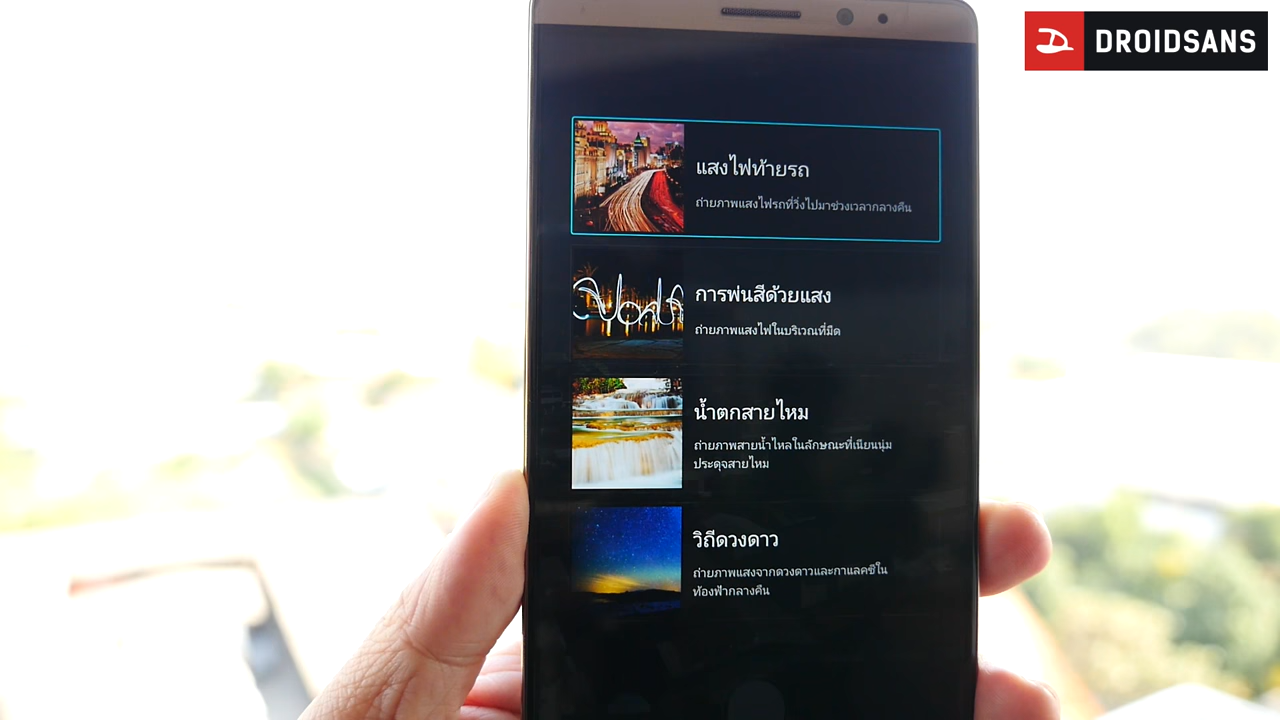 DROIDSANS
แสงไฟท้ายรถ
ถ่ายภาพแสงไฟรถที่วิ่งไปมาช่วงเวลากลางคืน
การพ่นสีด้วยแสง
ถ่ายภาพแสงไฟในบริเวณที่มืด
น้ำตกสายไหม
ถ่ายภาพสายน้ำไหลในลักษณะที่เนียนนุ่ม
ประดุจสายไหม
วิถีดวงดาว
ถ่ายภาพแสงจากดวงดาวและกาแลคซีใน
ท้องฟ้ากลางคืน